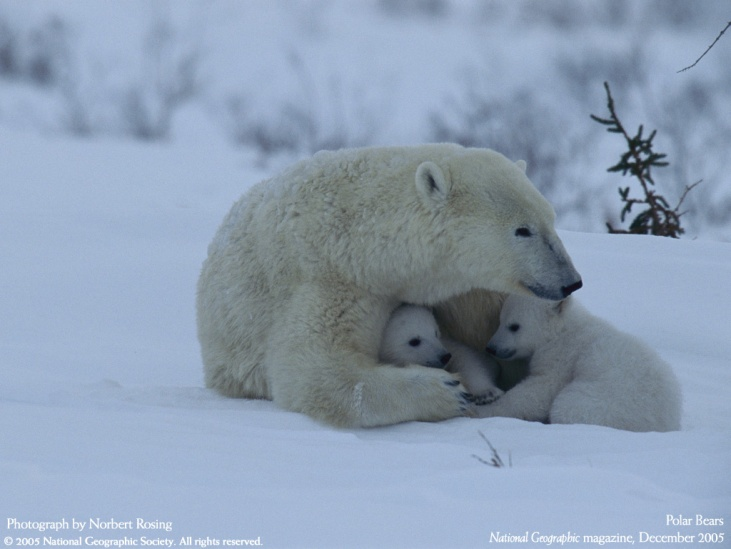 Photograph by Norbert Rosing
© 2005 National Geographic Society. All rights reserved.
Polar Bears
National Geographic magazine, December 2005